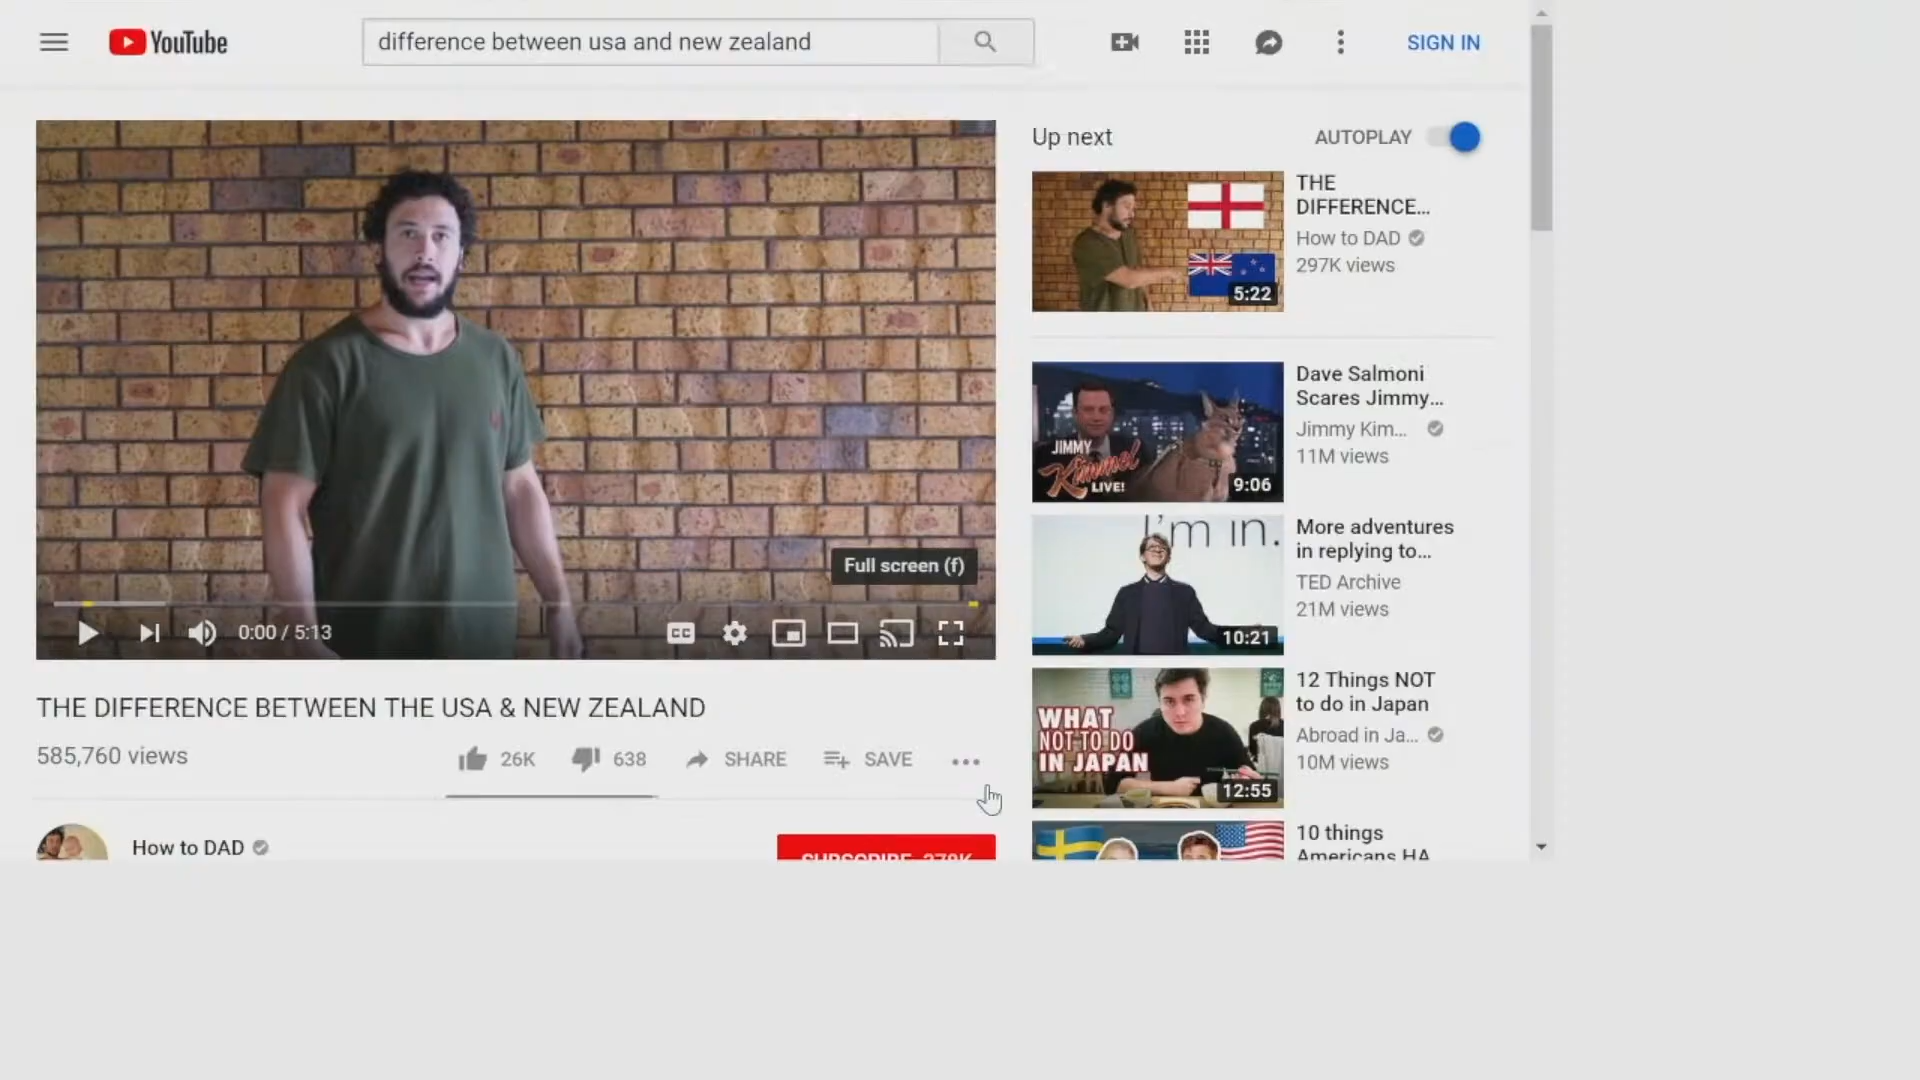 YouTube
difference between usa and new zealand
SIGN IN
Up next
AUTOPLAY
THE
DIFFERENCE...
How to DAD
297K views
5:22
Dave Salmoni
Scares Jimmy...
Jimmy Kim...
11M views
JIMMY
Kimmel
LIVE!
9:06
I'm in.
More adventures
in replying to...
TED Archive
21M views
10:21
Full screen (f)
0:00 / 5:13
CC
THE DIFFERENCE BETWEEN THE USA & NEW ZEALAND
585,760 views
26K
638
SHARE
SAVE
12 Things NOT
to do in Japan
Abroad in Ja...
10M views
WHAT
NOT TO DO
IN JAPAN
12:55
How to DAD
SUBSCRIBE
10 things
Americans HA